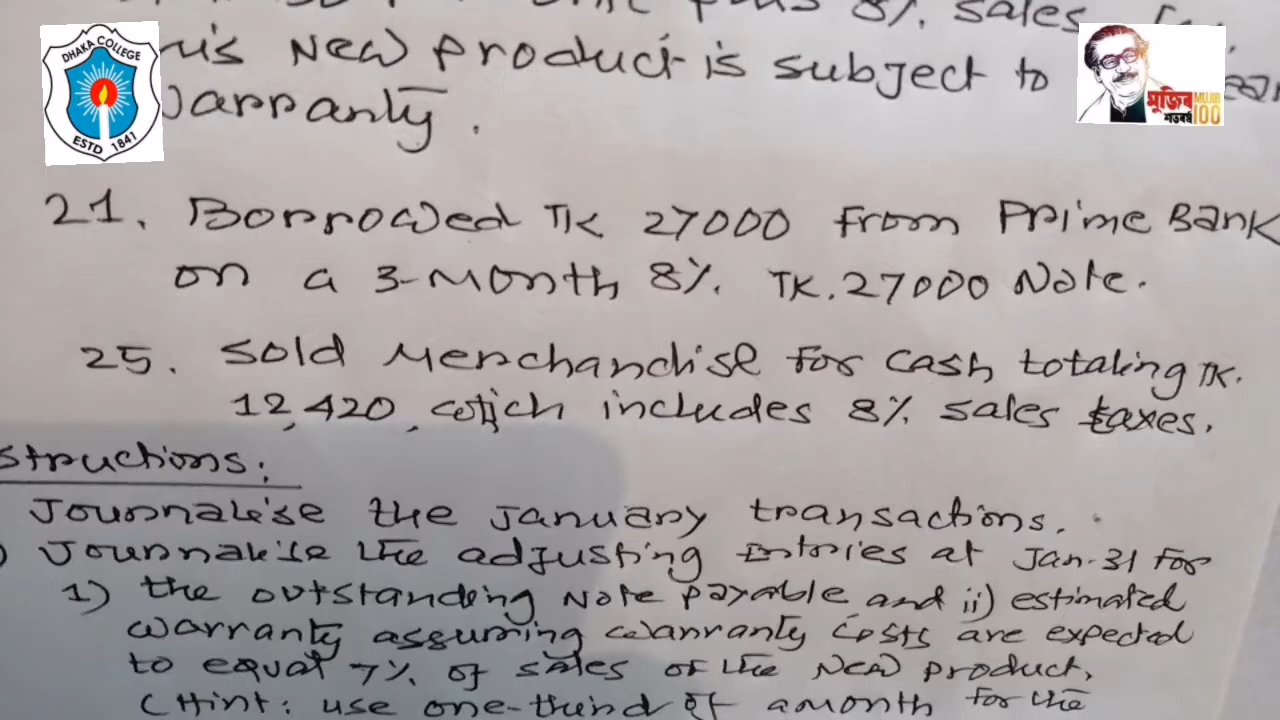 plus 8% sales
DHAKA COLLEGE
ESTD 1841
মুজিব MUJIB
শতবর্ষ 100
New product is subject to
Warranty.
21. Borrowed TK 27000 from Prime Bank
on a 3-Month 8% TK. 27000 Note.
25. Sold Merchandise for cash totaling TK.
12,420, which includes 8% sales taxes.
structions:
Journalise the January transactions.
) Journalise the adjusting Entries at Jan-31 for
1) the outstanding Note payable and ii) estimated
warranty assuming warranty costs are expected
to equal 7% of sales of the New product.
(Hint: use one-third of a month for the